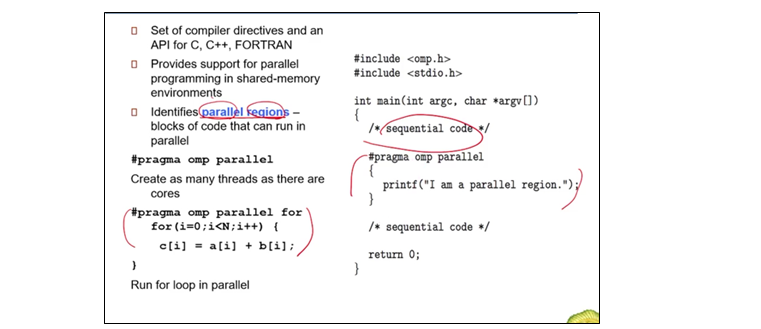 Set of compiler directives and an
API for C, C++, FORTRAN
Provides support for parallel
programming in shared-memory
environments
Identifies parallel regions –
blocks of code that can run in
parallel
#pragma omp parallel
Create as many threads as there are
cores
#pragma omp parallel for
for(i=0;i<N;i++) {
c[i] = a[i] + b[i];
}
Run for loop in parallel
#include <omp.h>
#include <stdio.h>
int main(int argc, char *argv[])
{
/* sequential code */
#pragma omp parallel
{
printf("I am a parallel region.");
}
/* sequential code */
return 0;
}